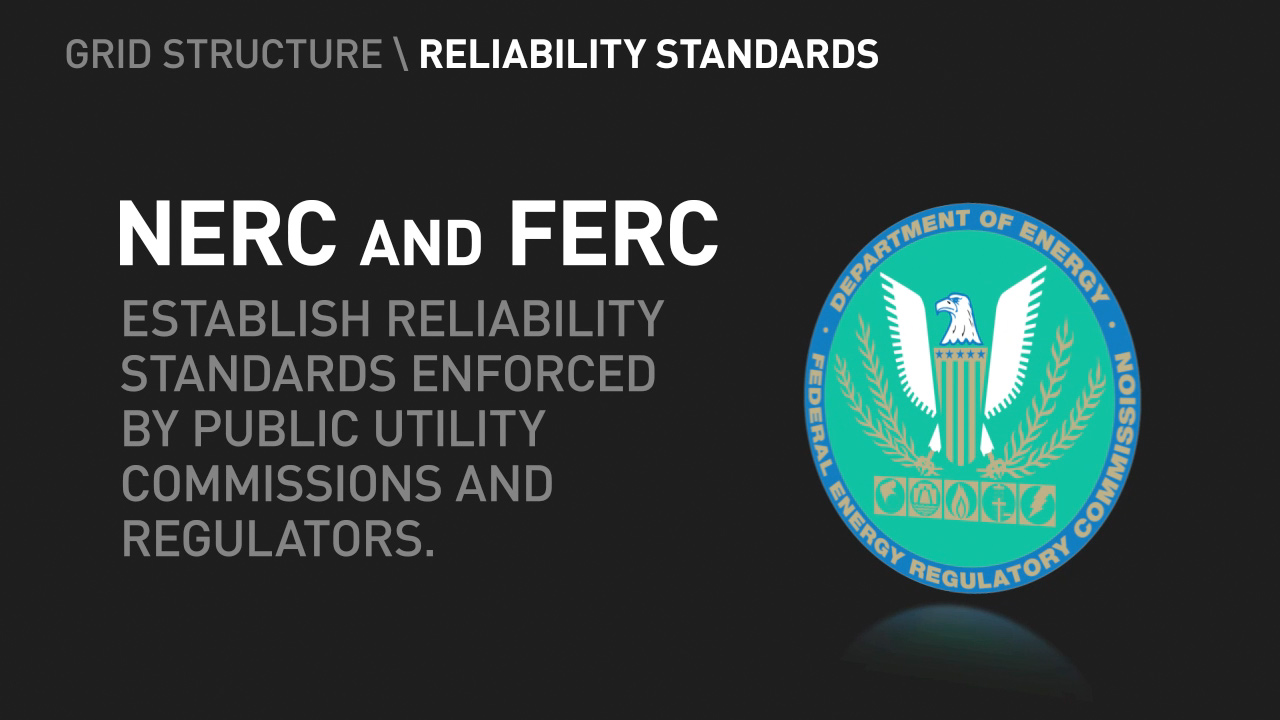 GRID STRUCTURE \ RELIABILITY STANDARDS
NERC AND FERC
ESTABLISH RELIABILITY
STANDARDS ENFORCED
BY PUBLIC UTILITY
COMMISSIONS AND
REGULATORS.
• DEPARTMENT OF ENERGY •
FEDERAL ENERGY REGULATORY COMMISSION